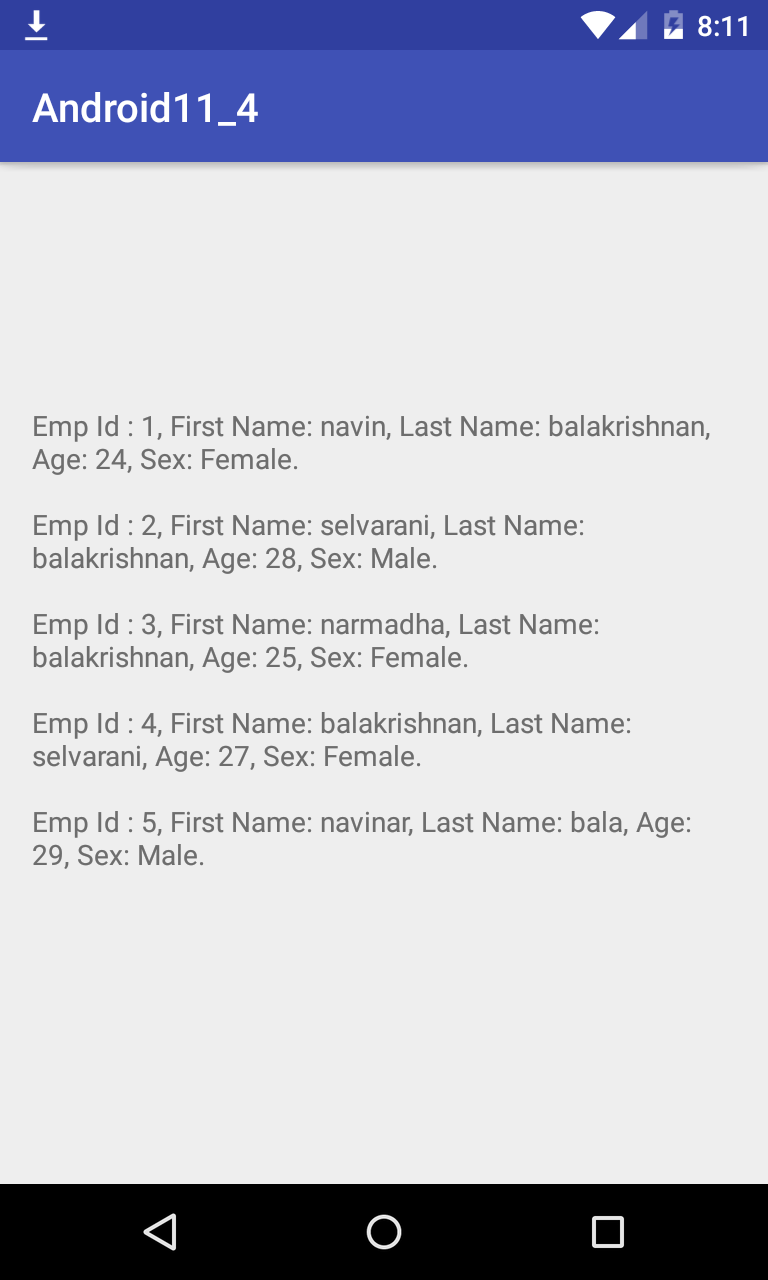 8:11
Android11_4
Emp Id : 1, First Name: navin, Last Name: balakrishnan,
Age: 24, Sex: Female.
Emp Id : 2, First Name: selvarani, Last Name:
balakrishnan, Age: 28, Sex: Male.
Emp Id : 3, First Name: narmadha, Last Name:
balakrishnan, Age: 25, Sex: Female.
Emp Id : 4, First Name: balakrishnan, Last Name:
selvarani, Age: 27, Sex: Female.
Emp Id : 5, First Name: navinar, Last Name: bala, Age:
29, Sex: Male.